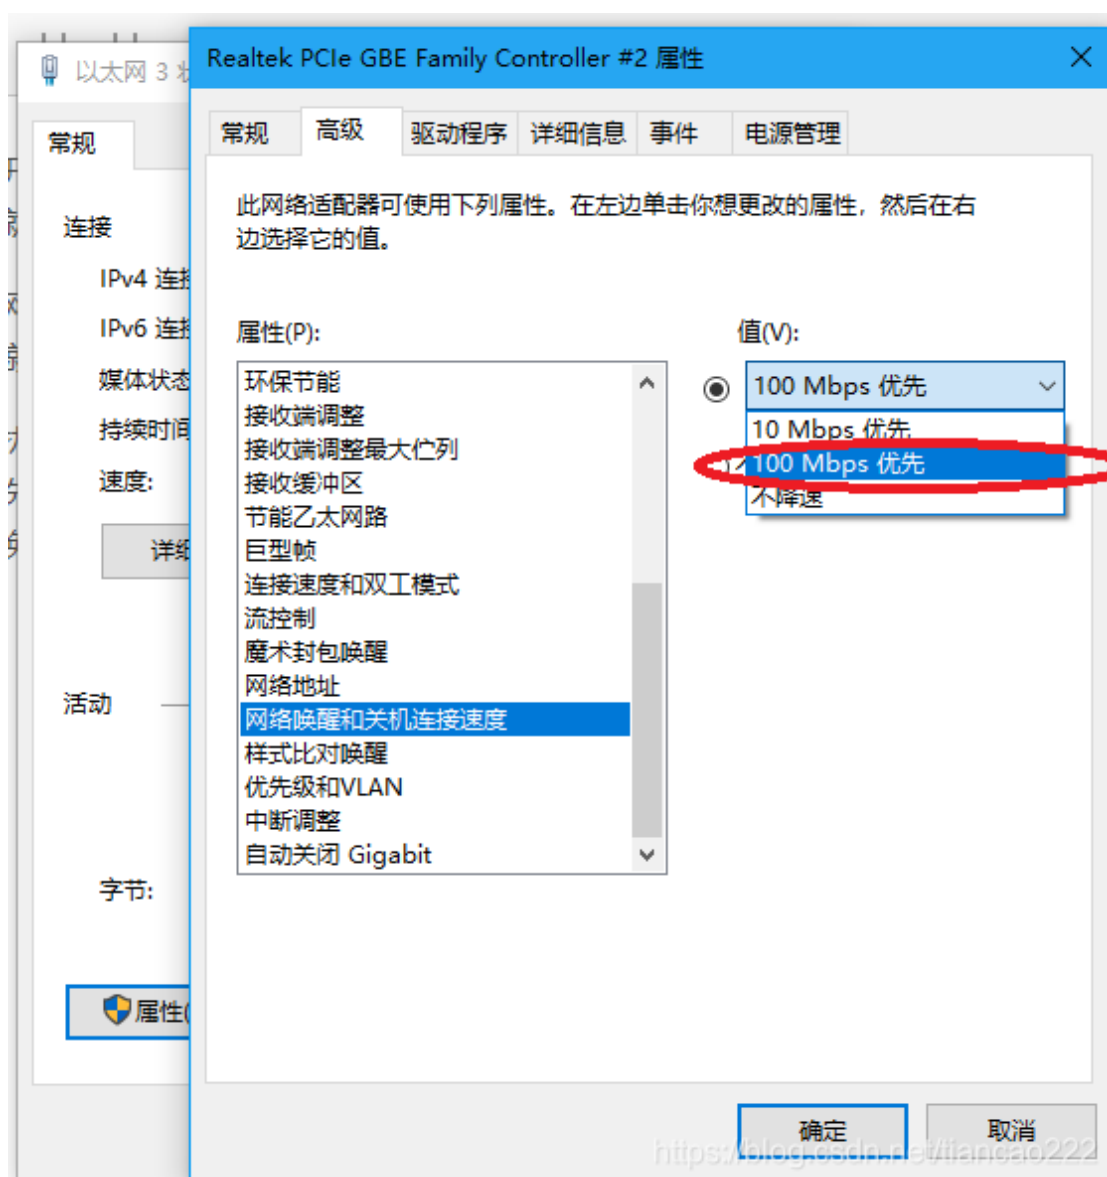 以太网 3 状
Realtek PCIe GBE Family Controller #2 属性
常规
常规
高级
驱动程序
详细信息
事件
电源管理
此网络适配器可使用下列属性。在左边单击你想更改的属性，然后在右
边选择它的值。
连接
IPv4 连接
IPv6 连接
媒体状态
持续时间
速度:
详细
活动
字节:
属性(
属性(P):
环保节能
接收端调整
接收端调整最大伫列
接收缓冲区
节能乙太网路
巨型帧
连接速度和双工模式
流控制
魔术封包唤醒
网络地址
网络唤醒和关机连接速度
样式比对唤醒
优先级和VLAN
中断调整
自动关闭 Gigabit
值(V):
100 Mbps 优先
10 Mbps 优先
100 Mbps 优先
不降速
确定
取消
https://blog.csdn.net/tiancao222